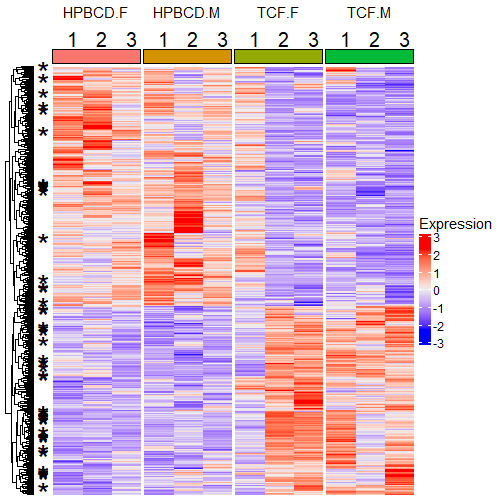 HPBCD.F HPBCD.M TCF.F TCF.M
1 2 3 1 2 3 1 2 3 1 2 3
Expression
3
2
1
0
-1
-2
-3